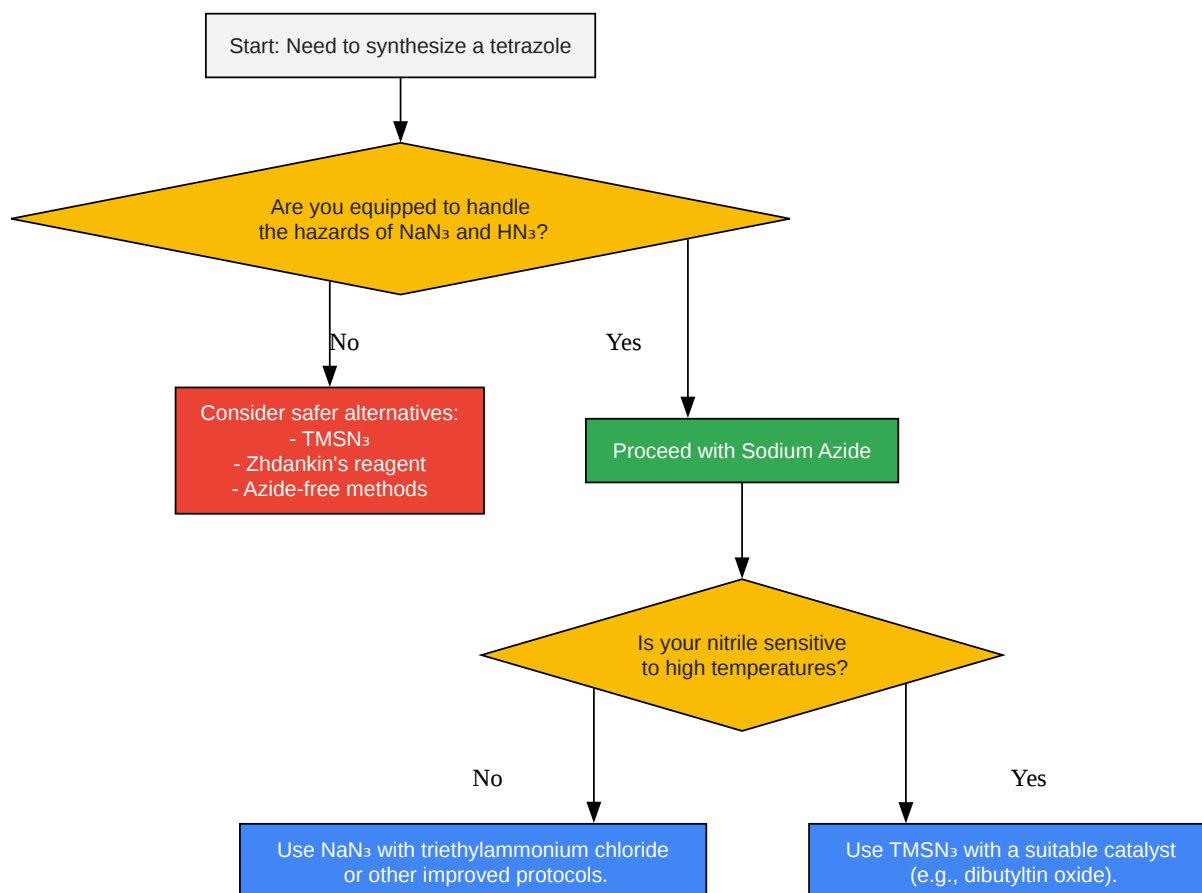 Start: Need to synthesize a tetrazole
Are you equipped to handle
the hazards of NaN₃ and HN₃?
No
Yes
Consider safer alternatives:
- TMSN₃
- Zhdankin's reagent
- Azide-free methods
Proceed with Sodium Azide
Is your nitrile sensitive
to high temperatures?
No
Yes
Use NaN₃ with triethylammonium chloride
or other improved protocols.
Use TMSN₃ with a suitable catalyst
(e.g., dibutyltin oxide).